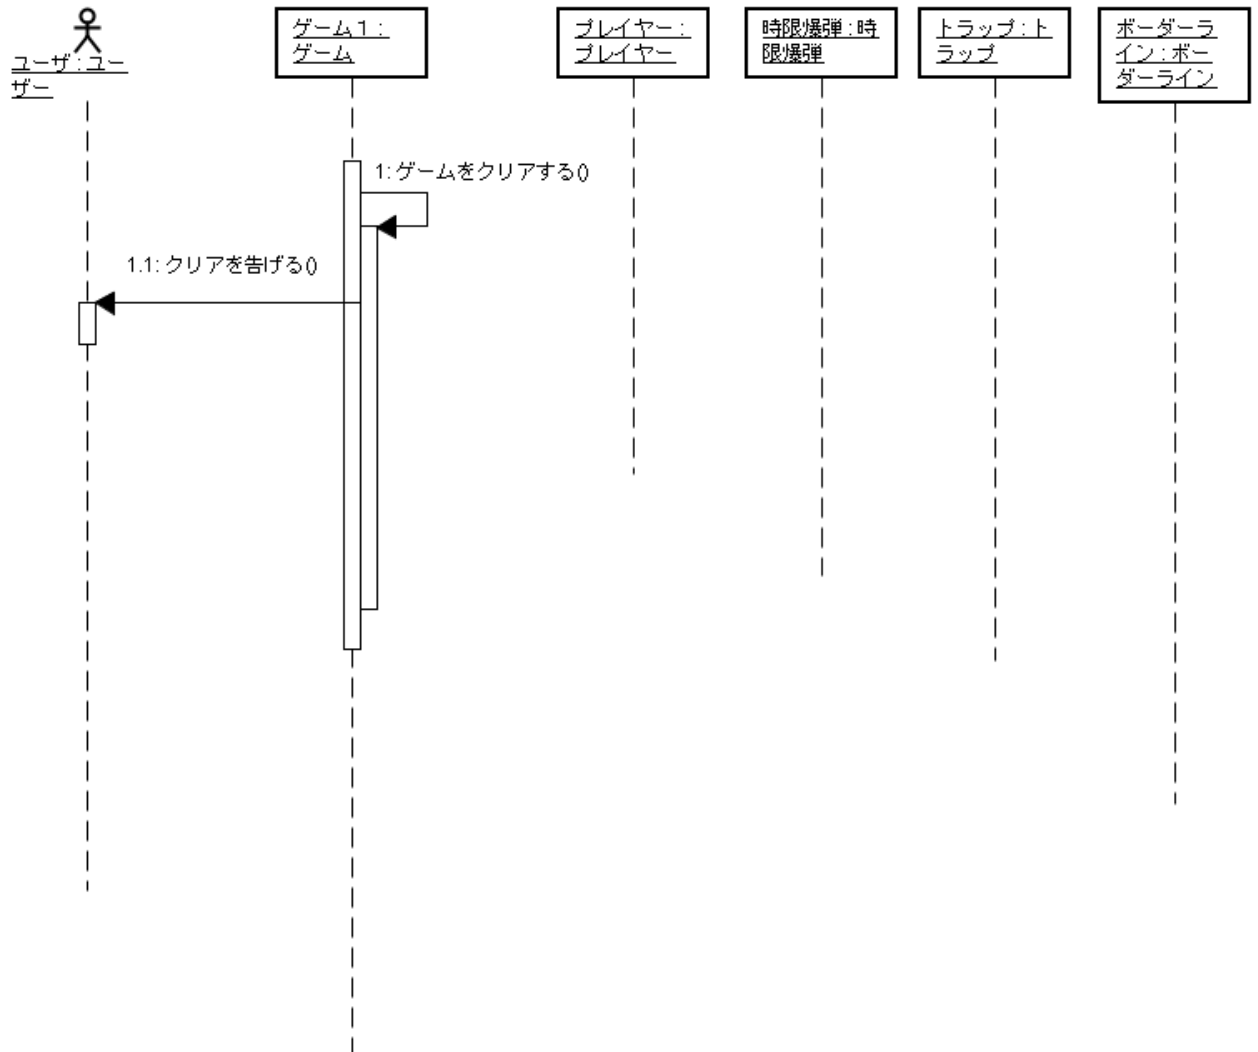 ユーザ:ユー
ザー
ゲーム1:
ゲーム
プレイヤー:
プレイヤー
時限爆弾:時
限爆弾
トラップ:ト
ラップ
ボーダーラ
イン:ボー
ダーライン
1:ゲームをクリアする()
1.1:クリアを告げる()